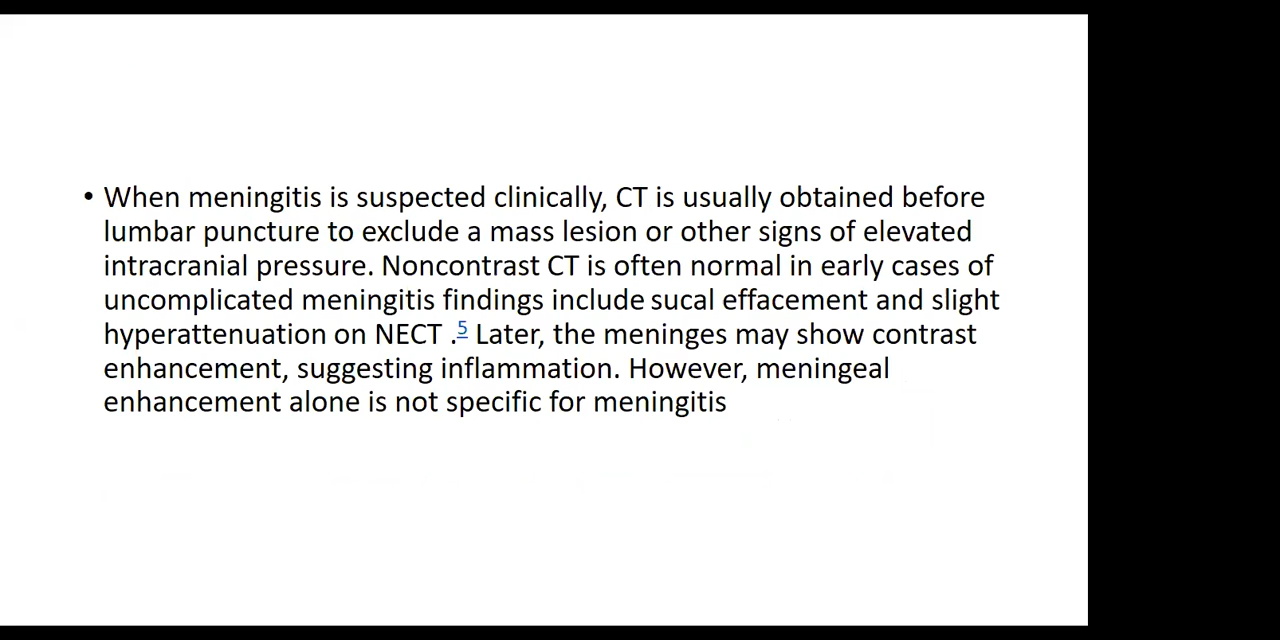 • When meningitis is suspected clinically, CT is usually obtained before
lumbar puncture to exclude a mass lesion or other signs of elevated
intracranial pressure. Noncontrast CT is often normal in early cases of
uncomplicated meningitis findings include sucal effacement and slight
hyperattenuation on NECT .5 Later, the meninges may show contrast
enhancement, suggesting inflammation. However, meningeal
enhancement alone is not specific for meningitis